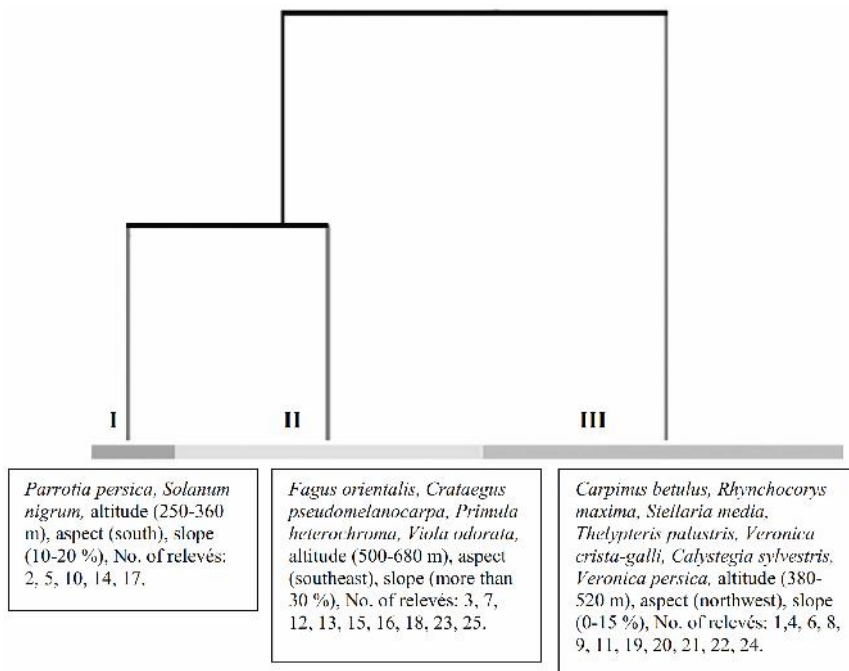 I
II
III
Parrotia persica, Solanum
nigrum, altitude (250-360
m), aspect (south), slope
(10-20 %), No. of relevés:
2, 5, 10, 14, 17.
Fagus orientalis, Crataegus
pseudomelanocarpa, Primula
heterochroma, Viola odorata,
altitude (500-680 m), aspect
(southeast), slope (more than
30 %), No. of relevés: 3, 7,
12, 13, 15, 16, 18, 23, 25.
Carpinus betulus, Rhynchocorys
maxima, Stellaria media,
Thelypteris palustris, Veronica
crista-galli, Calystegia sylvestris,
Veronica persica, altitude (380-
520 m), aspect (northwest), slope
(0-15 %), No. of relevés: 1,4, 6, 8,
9, 11, 19, 20, 21, 22, 24.